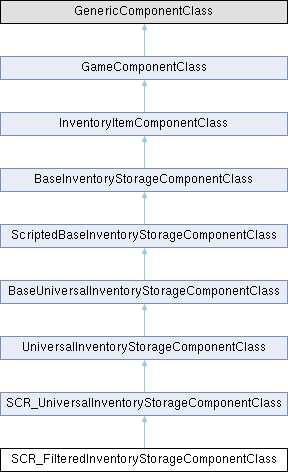 GenericComponentClass
GameComponentClass
InventoryItemComponentClass
BaseInventoryStorageComponentClass
ScriptedBaseInventoryStorageComponentClass
BaseUniversalInventoryStorageComponentClass
UniversalInventoryStorageComponentClass
SCR_UniversalInventoryStorageComponentClass
SCR_FilteredInventoryStorageComponentClass